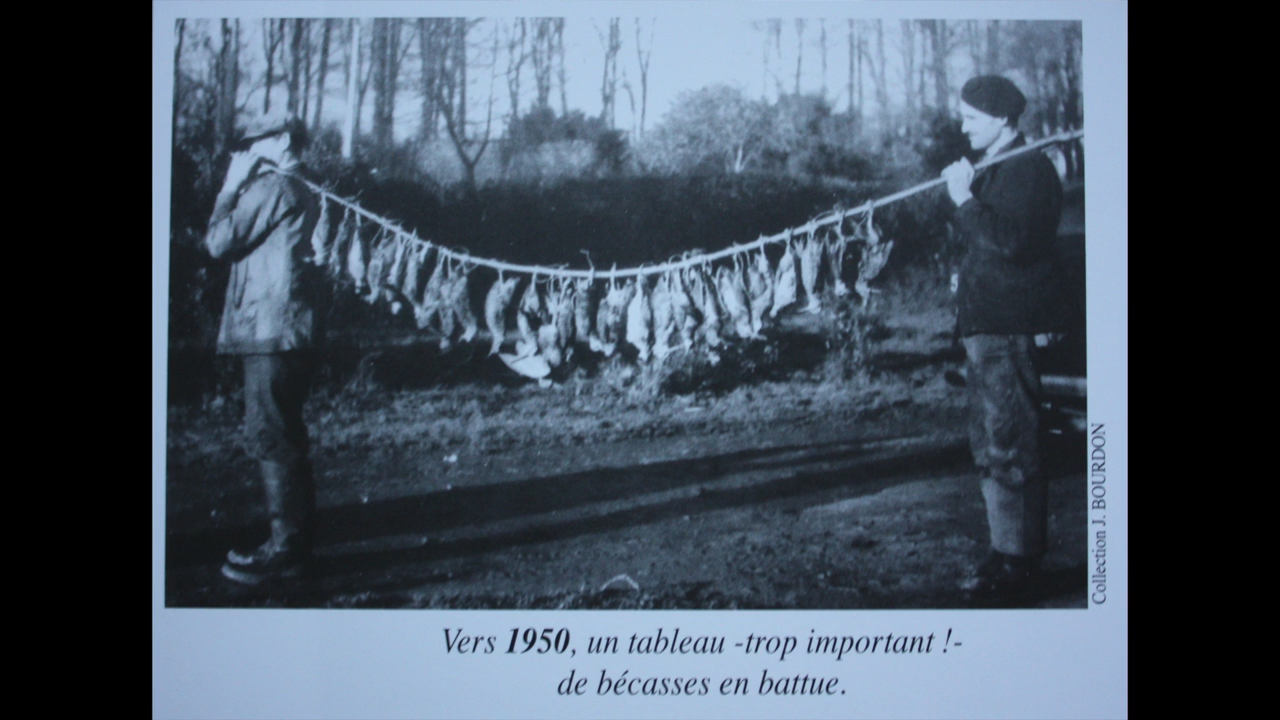 Collection J. BOURDON
Vers 1950, un tableau -trop important !-
de bécasses en battue.